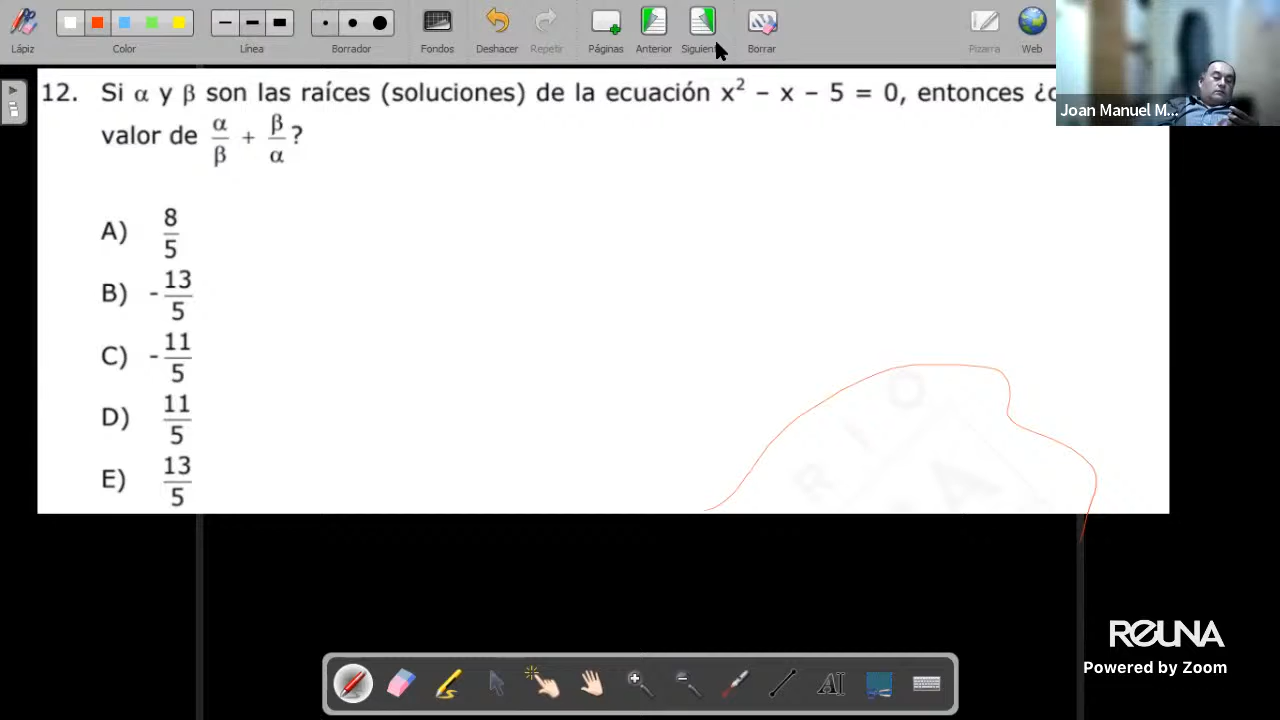 Lápiz
Color
Línea
Borrador
Fondos
Deshacer
Repetir
Páginas
Anterior
Siguient
Borrar
Pizarra
Web
Joan Manuel M...
12. Si α y β son las raíces (soluciones) de la ecuación x² – x – 5 = 0, entonces
valor de α/β + β/α?
A) 8/5
B) -13/5
C) -11/5
D) 11/5
E) 13/5
R I O
A
AI
REUNA
Powered by Zoom